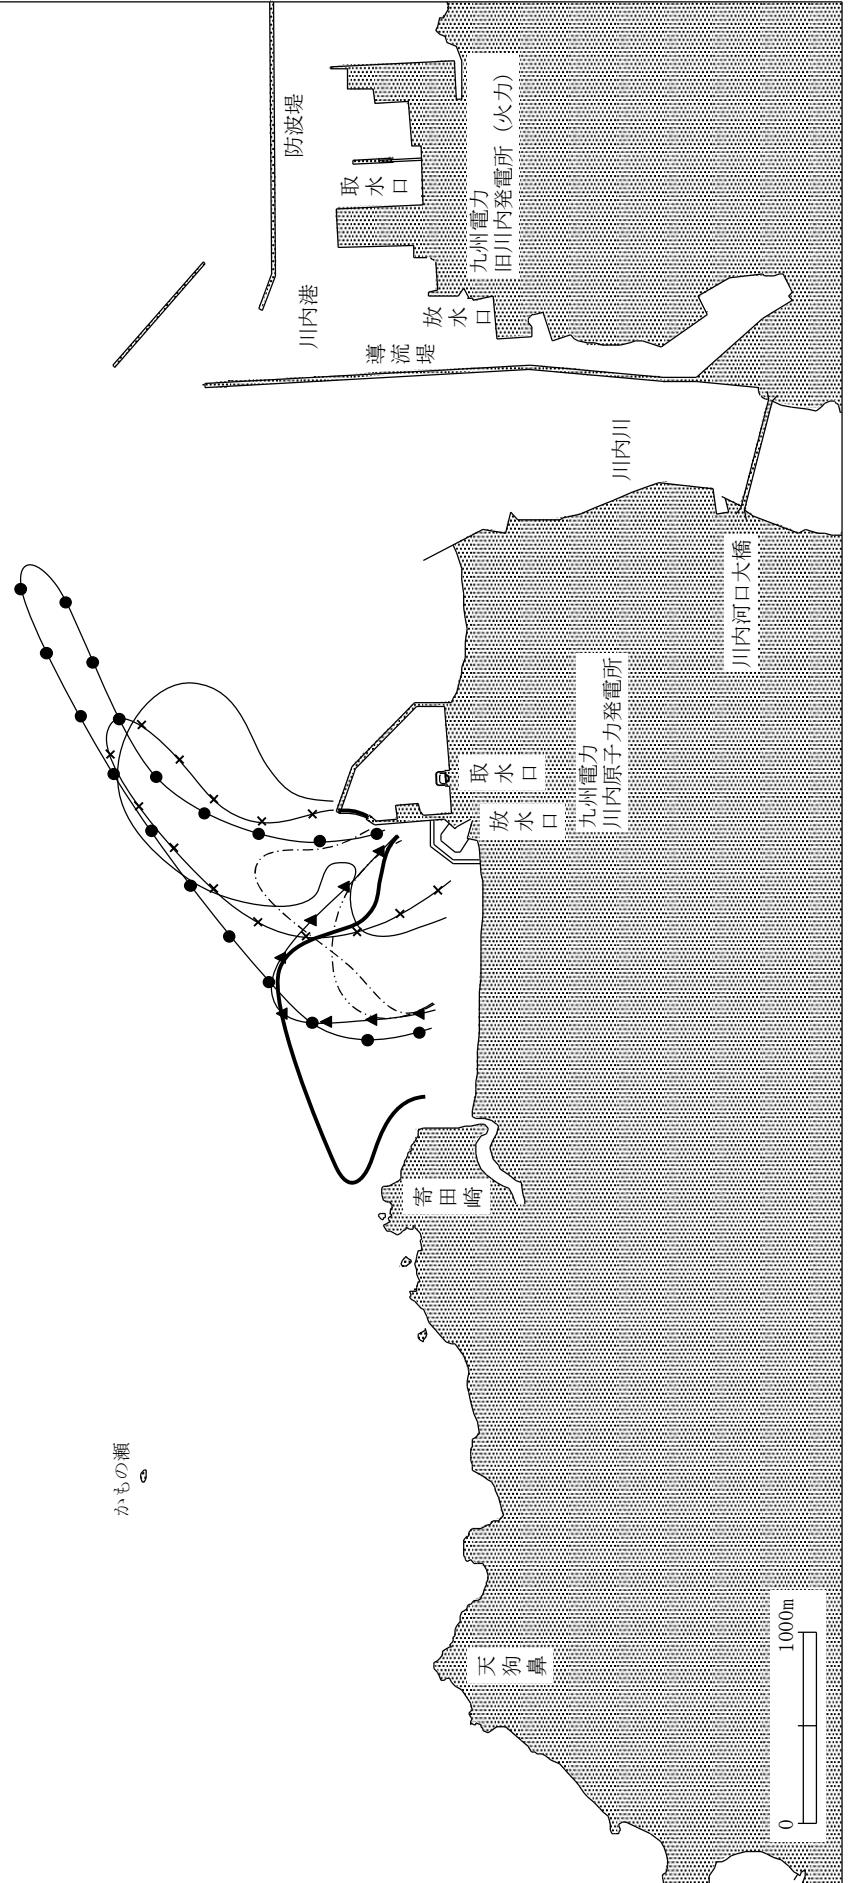 防波堤
取水口
九州電力
旧川内発電所（火力）
川内港
放水口
導流堤
川内川
川内河口大橋
取水口
九州電力
川内原子力発電所
放水口
寄田崎
かもの瀬
天狗鼻
0 1000m